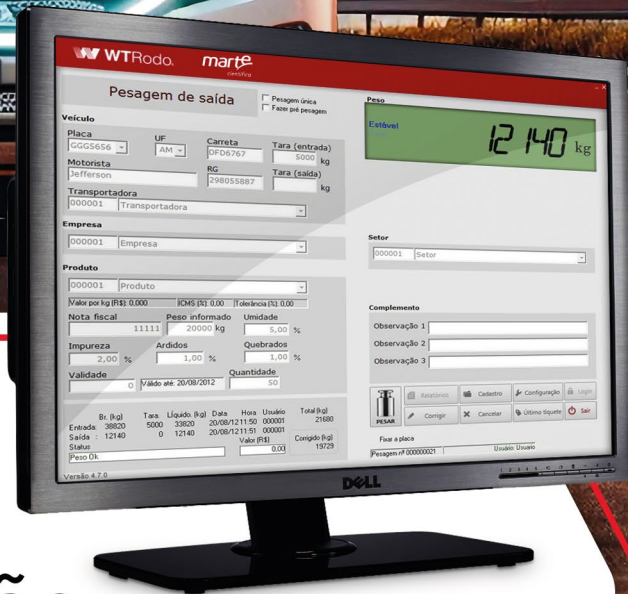 WTRodo. marte
científica
Pesagem de saída
Pesagem única
Fazer pré pesagem
Peso
Estável
12140 kg
Veículo
Placa UF Carreta Tara (entrada)
GGG5656 AM DFD6767 5000 kg
Motorista RG Tara (saída)
Jefferson 298055887 kg
Transportadora
000001 Transportadora
Empresa
000001 Empresa
Setor
000001 Setor
Produto
000001 Produto
Valor por kg (R$): 0,000 ICMS (%): 0,00 Tolerância (%): 0,00
Nota fiscal Peso informado Umidade
11111 20000 kg 5,00 %
Impureza Ardidos Quebrados
2,00 % 1,00 % 1,00 %
Validade Quantidade
0 Válido até: 20/08/2012 50
Complemento
Observação 1
Observação 2
Observação 3
Br. (kg) Tara. Líquido. (kg) Data Hora Usuário Total (kg)
Entrada: 38820 5000 33820 20/08/12 11:50 000001 21680
Saída : 12140 0 12140 20/08/12 11:51 000001
Status Valor (R$) Corrigido (kg)
Peso Ok 0,00 19729
PESAR
Relatórios Cadastro Configuração Login
Corrigir Cancelar Último tíquete Sair
Fixar a placa
Pesagem nº 000000021 Usuário: Usuario
Versão 4.7.0
DELL